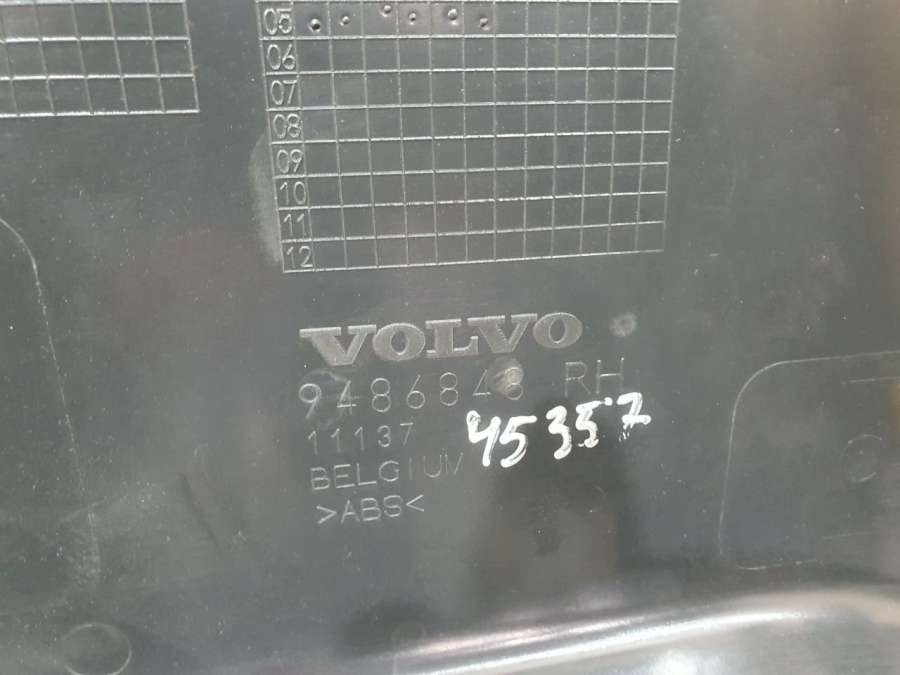 05
06
07
08
09
10
11
12
VOLVO
9486848 RH
11137
45357
BELGIUM
>ABS<